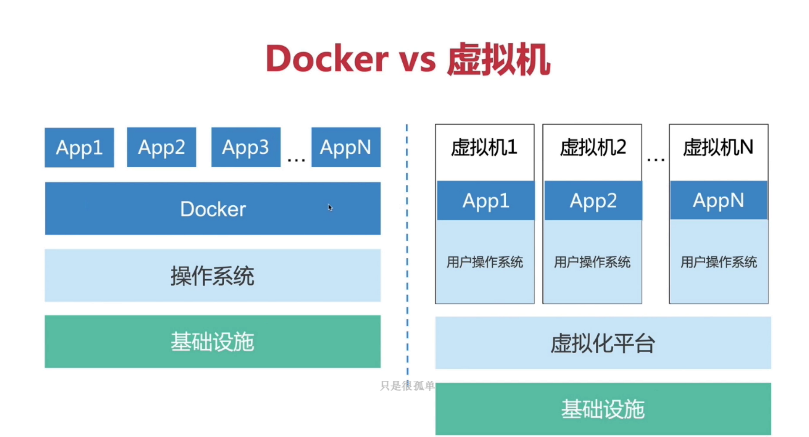 Docker vs 虚拟机
App1 App2 App3 ... AppN
Docker
操作系统
基础设施
虚拟机1 虚拟机2 ... 虚拟机N
App1 App2 AppN
用户操作系统 用户操作系统 用户操作系统
虚拟化平台
基础设施
只是很孤单